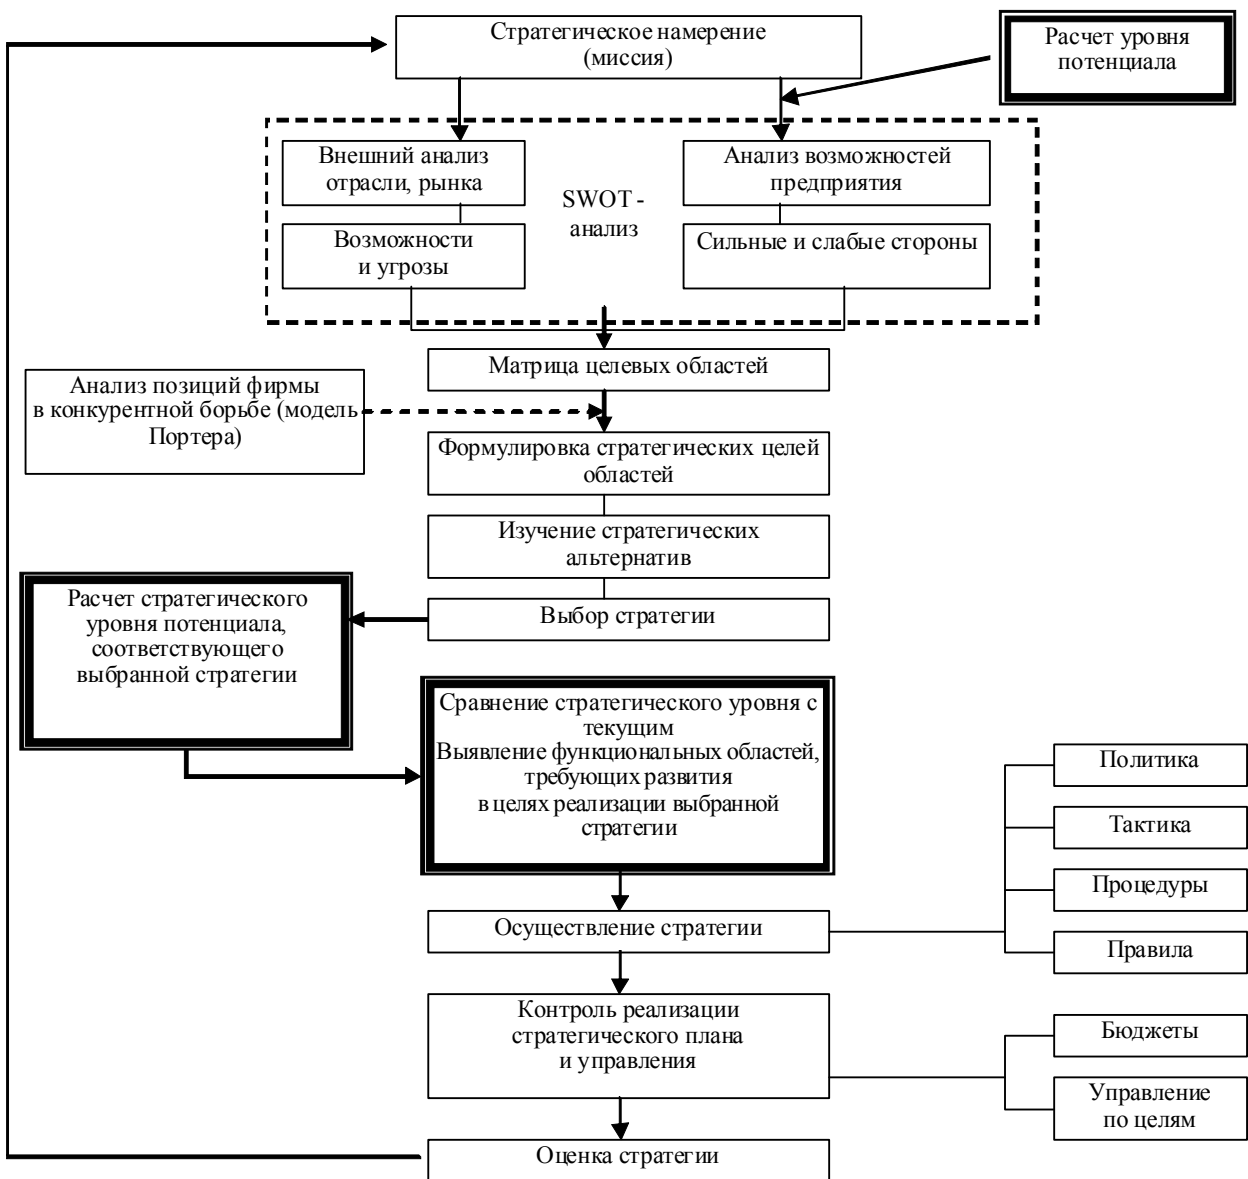 Стратегическое намерение
(миссия)
Расчет уровня
потенциала
Внешний анализ
отрасли, рынка
Анализ возможностей
предприятия
SWOT -
анализ
Возможности
и угрозы
Сильные и слабые стороны
Матрица целевых областей
Анализ позиций фирмы
в конкурентной борьбе (модель
Портера)
Формулировка стратегических целей
областей
Изучение стратегических
альтернатив
Выбор стратегии
Расчет стратегического
уровня потенциала,
соответствующего
выбранной стратегии
Сравнение стратегического уровня с
текущим
Выявление функциональных областей,
требующих развития
в целях реализации выбранной
стратегии
Политика
Тактика
Процедуры
Правила
Осуществление стратегии
Контроль реализации
стратегического плана
и управления
Бюджеты
Управление
по целям
Оценка стратегии